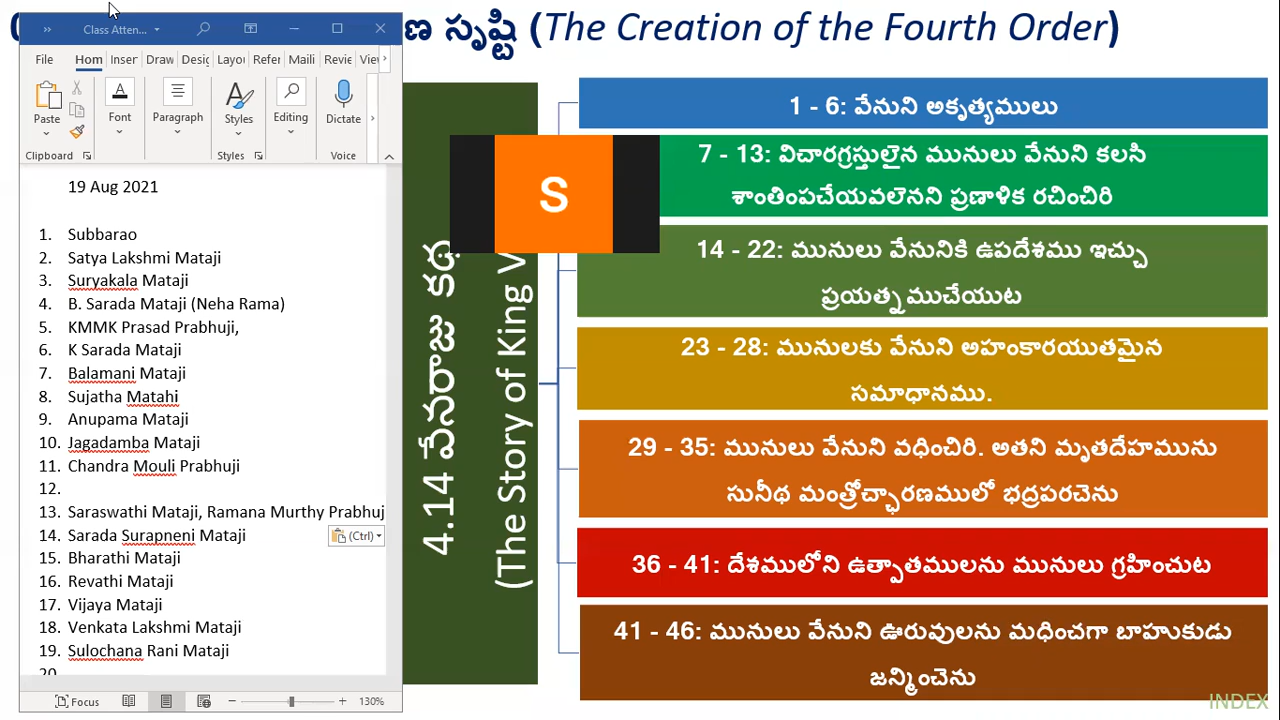 ణ సృష్టి (The Creation of the Fourth Order)
Class Atten...
File Hom Inser Draw Desig Layou Refer Maili Revie Viev
Paste Font Paragraph Styles Editing Dictate
Clipboard Styles Voice
19 Aug 2021
1. Subbarao
2. Satya Lakshmi Mataji
3. Suryakala Mataji
4. B. Sarada Mataji (Neha Rama)
5. KMMK Prasad Prabhuji,
6. K Sarada Mataji
7. Balamani Mataji
8. Sujatha Matahi
9. Anupama Mataji
10. Jagadamba Mataji
11. Chandra Mouli Prabhuji
12.
13. Saraswathi Mataji, Ramana Murthy Prabhuj
14. Sarada Surapneni Mataji
(Ctrl)
15. Bharathi Mataji
16. Revathi Mataji
17. Vijaya Mataji
18. Venkata Lakshmi Mataji
19. Sulochana Rani Mataji
20
Focus 130%
4.14 వేనరాజు కథ
(The Story of King V
S
1 - 6: వేనుని అకృత్యములు
7 - 13: విచారగ్రస్తులైన మునులు వేనుని కలసి
శాంతింపచేయవలెనని ప్రణాళిక రచించిరి
14 - 22: మునులు వేనునికి ఉపదేశము ఇచ్చు
ప్రయత్నముచేయుట
23 - 28: మునులకు వేనుని అహంకారయుతమైన
సమాధానము.
29 - 35: మునులు వేనుని వధించిరి. అతని మృతదేహమును
సునీథ మంత్రోచ్ఛారణములో భద్రపరచెను
36 - 41: దేశములోని ఉత్పాతములను మునులు గ్రహించుట
41 - 46: మునులు వేనుని ఊరువులను మధించగా బాహుకుడు
జన్మించెను
INDEX